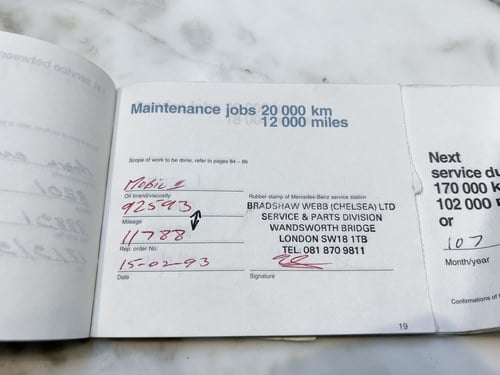 Maintenance jobs 20 000 km
12 000 miles
Scope of work to be done, refer to pages 84 – 96
Mobil 1
Oil brand/viscosity
92593
Mileage
11788
Rep. order No.
15-02-93
Date
Rubber stamp of Mercedes-Benz service station
BRADSHAW WEBB (CHELSEA) LTD
SERVICE & PARTS DIVISION
WANDSWORTH BRIDGE
LONDON SW18 1TB
TEL: 081 870 9811
Signature
19
Next
service du
170 000 k
102 000 m
or
107
Month/year
Confirmations of